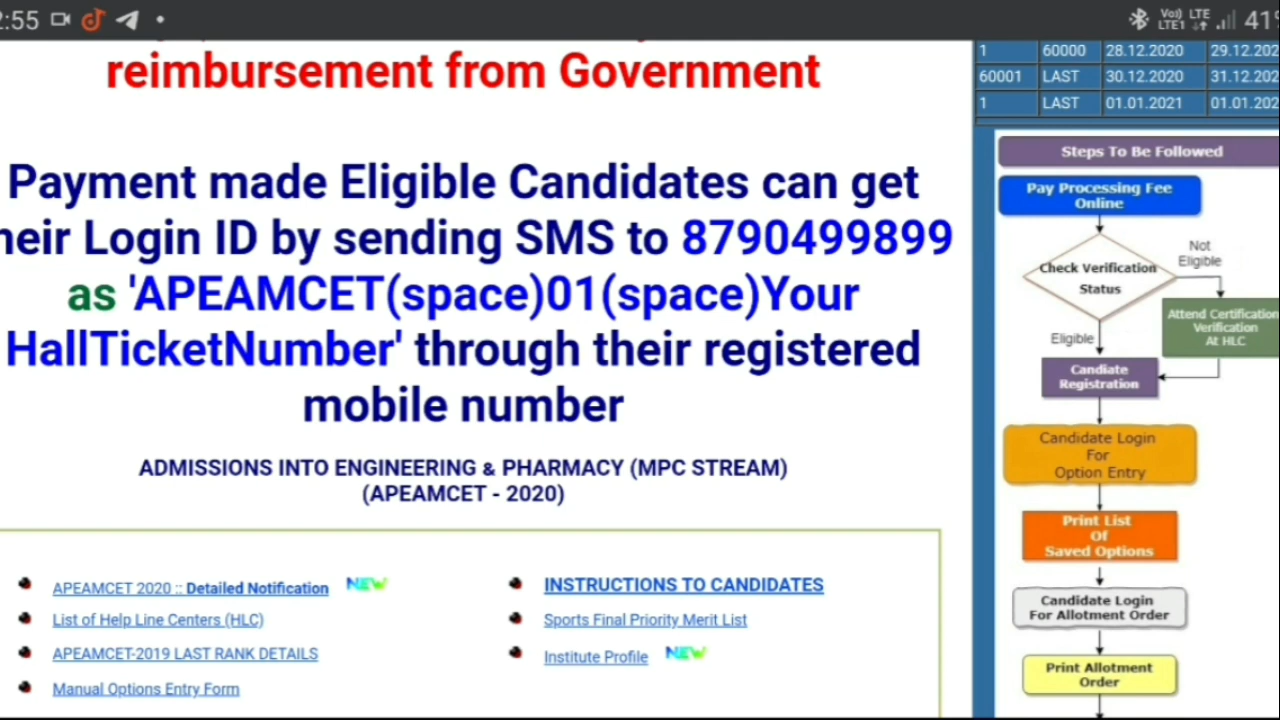 :55
Vo)) LTE
LTE1
41
reimbursement from Government
Payment made Eligible Candidates can get
heir Login ID by sending SMS to 8790499899
as 'APEAMCET(space)01(space)Your
HallTicketNumber' through their registered
mobile number
ADMISSIONS INTO ENGINEERING & PHARMACY (MPC STREAM)
(APEAMCET - 2020)
APEAMCET 2020 :: Detailed Notification NEW
List of Help Line Centers (HLC)
APEAMCET-2019 LAST RANK DETAILS
Manual Options Entry Form
INSTRUCTIONS TO CANDIDATES
Sports Final Priority Merit List
Institute Profile NEW
1 60000 28.12.2020 29.12.202
60001 LAST 30.12.2020 31.12.202
1 LAST 01.01.2021 01.01.202
Steps To Be Followed
Pay Processing Fee
Online
Check Verification
Status
Not
Eligible
Attend Certification
Verification
At HLC
Eligible
Candiate
Registration
Candidate Login
For
Option Entry
Print List
Of
Saved Options
Candidate Login
For Allotment Order
Print Allotment
Order